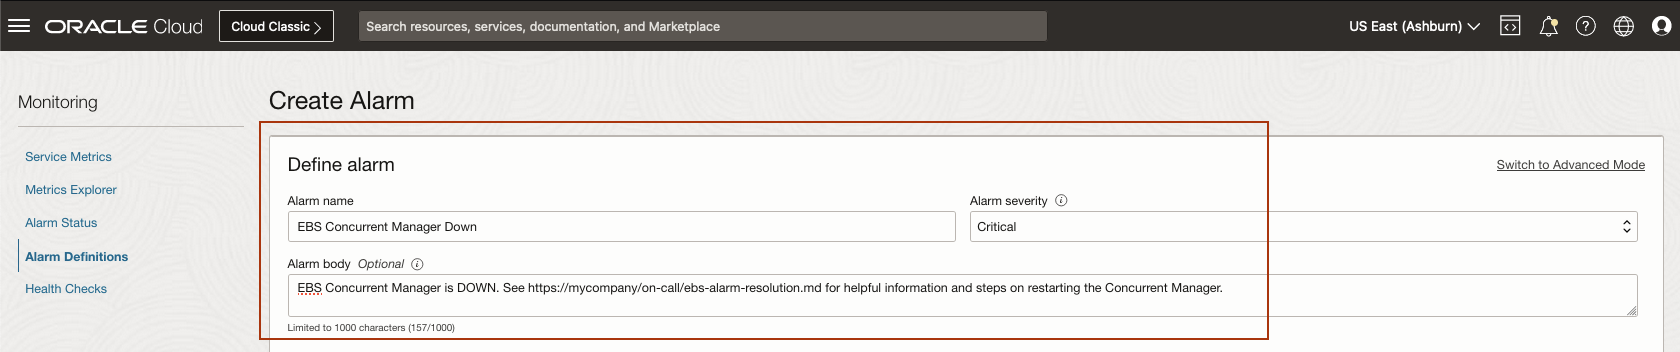 ORACLE Cloud
Cloud Classic >
Search resources, services, documentation, and Marketplace
US East (Ashburn)
Monitoring
Service Metrics
Metrics Explorer
Alarm Status
Alarm Definitions
Health Checks
Create Alarm
Define alarm
Switch to Advanced Mode
Alarm name
Alarm severity
EBS Concurrent Manager Down
Critical
Alarm body Optional
EBS Concurrent Manager is DOWN. See https://mycompany/on-call/ebs-alarm-resolution.md for helpful information and steps on restarting the Concurrent Manager.
Limited to 1000 characters (157/1000)